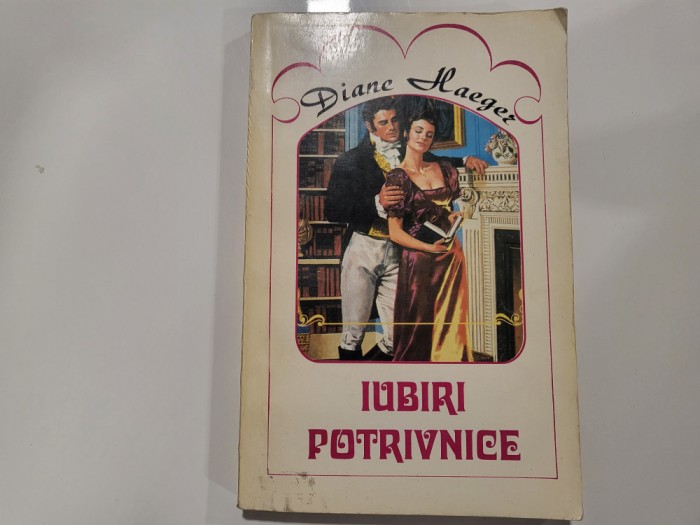 Diane Haeger
IUBIRI
POTRIVNICE